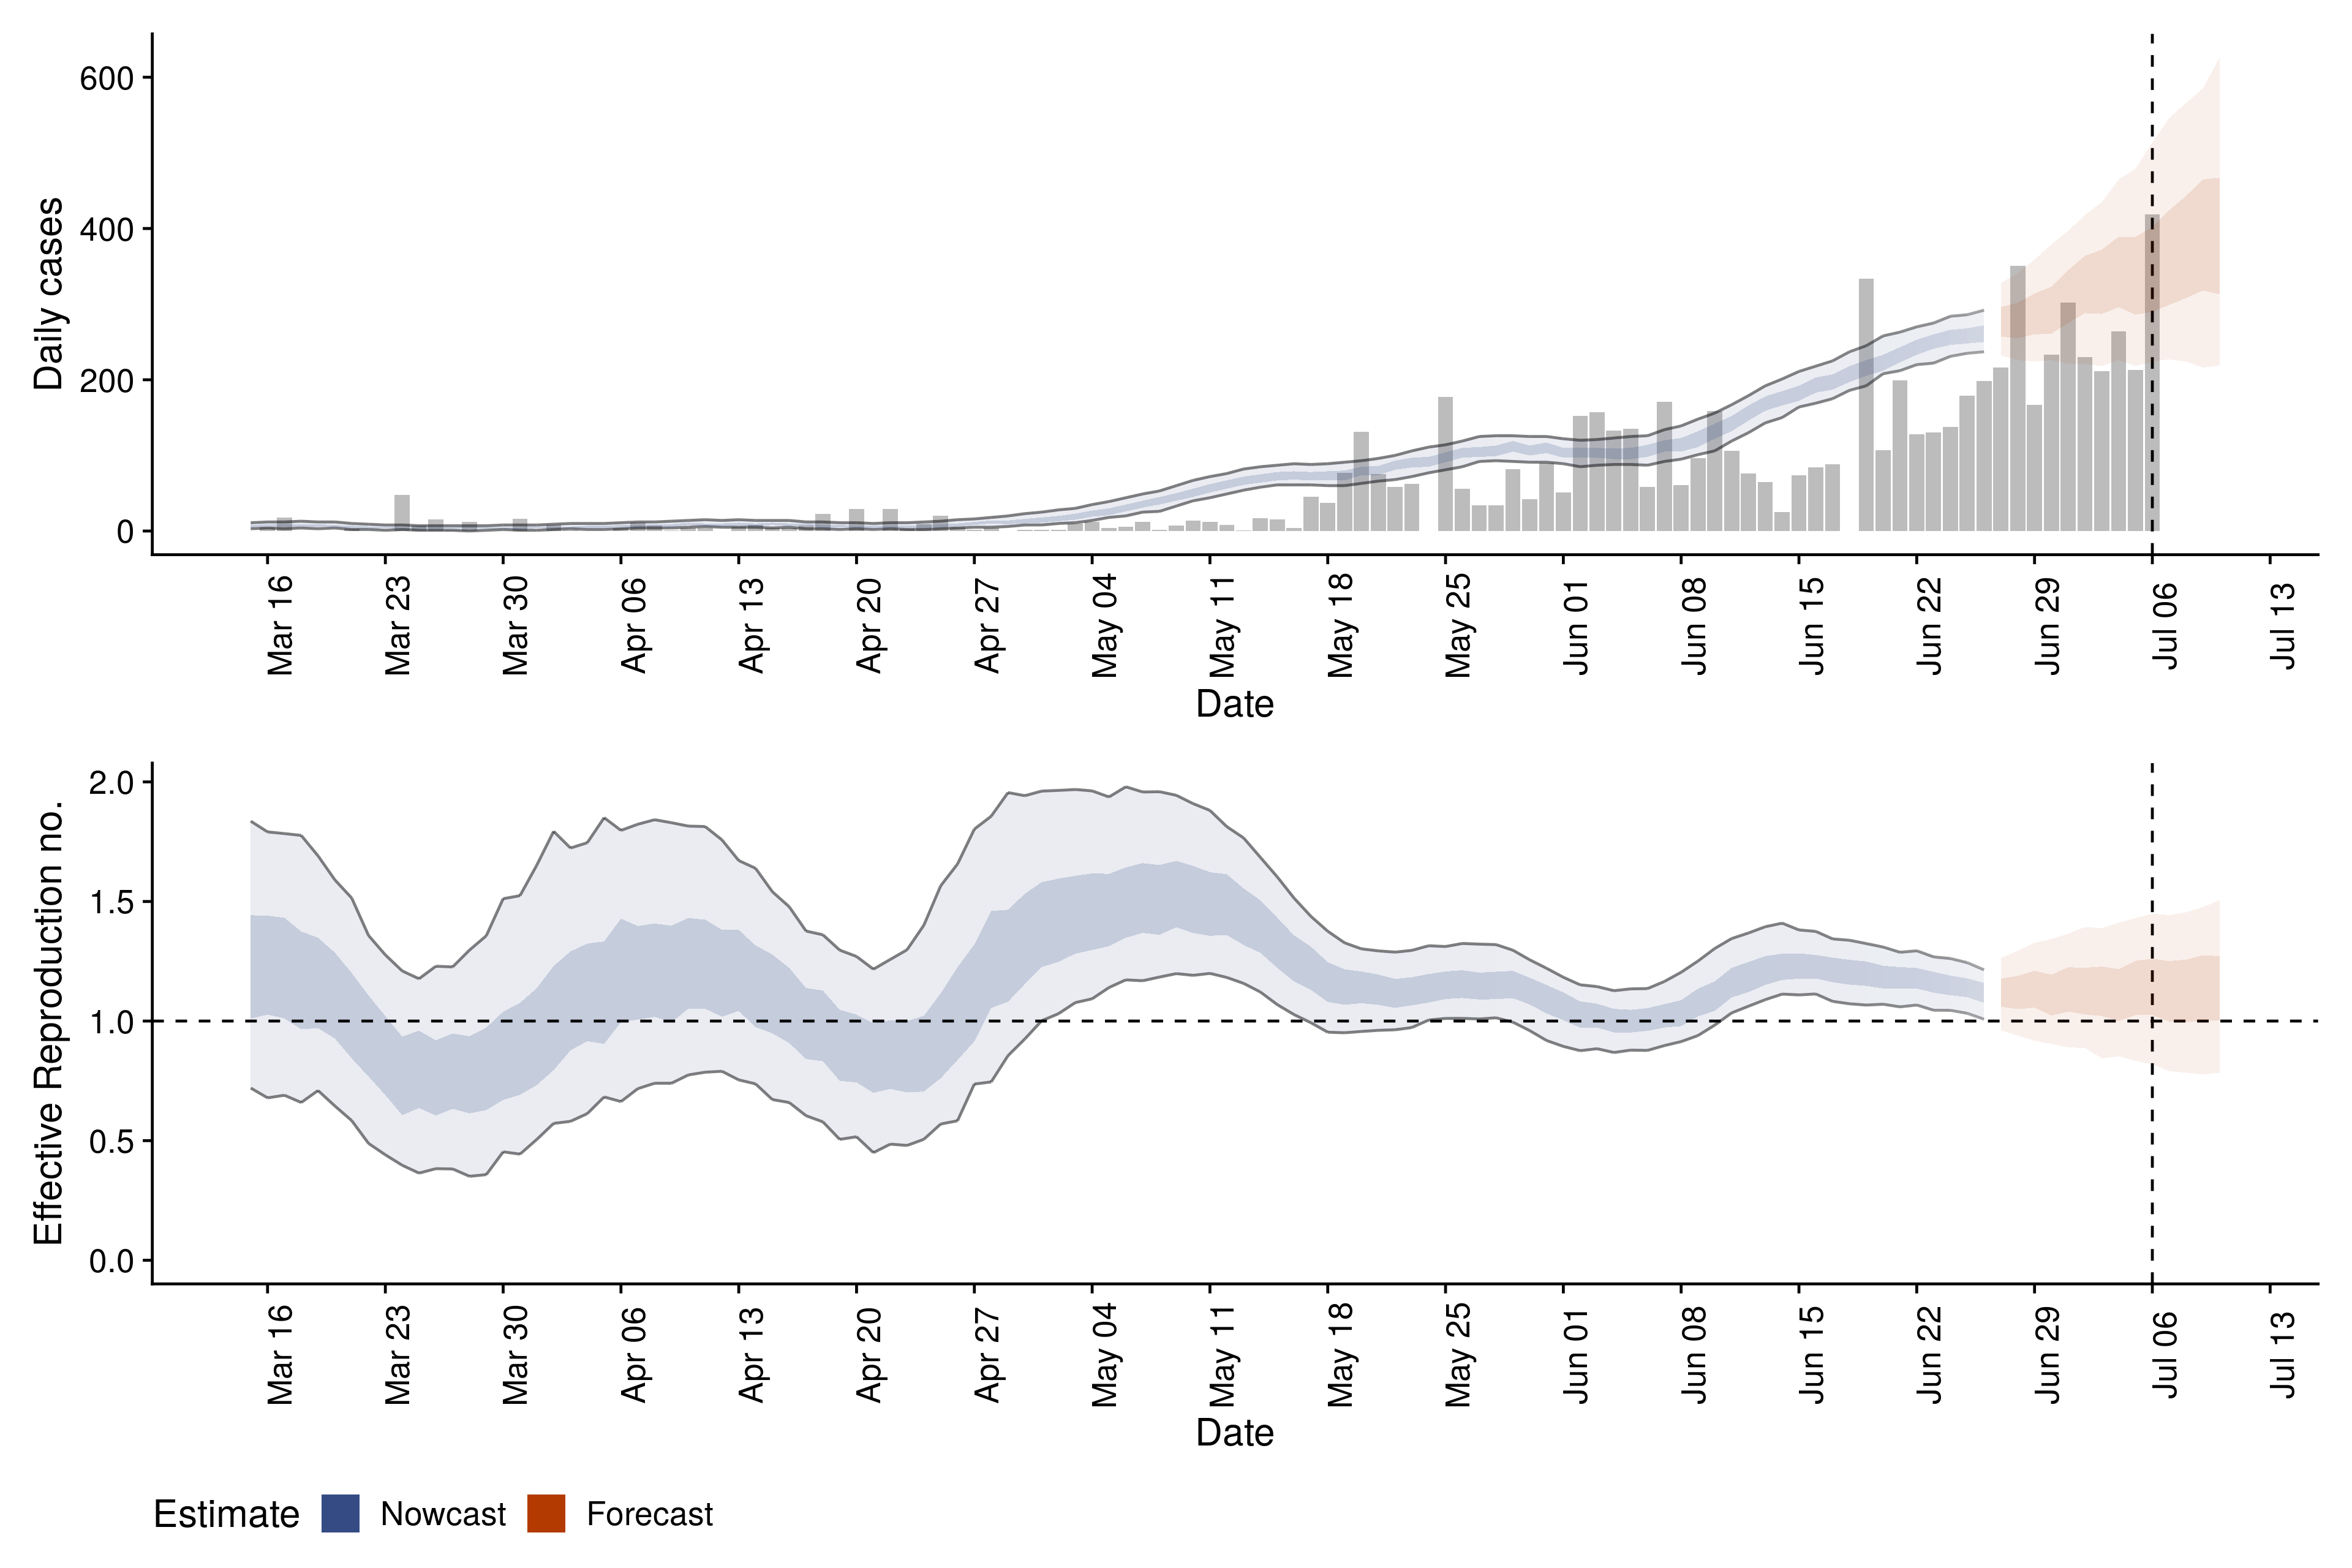 Daily cases
600
400
200
0
Mar 16
Mar 23
Mar 30
Apr 06
Apr 13
Apr 20
Apr 27
May 04
May 11
May 18
May 25
Jun 01
Jun 08
Jun 15
Jun 22
Jun 29
Jul 06
Jul 13
Date
Effective Reproduction no.
2.0
1.5
1.0
0.5
0.0
Mar 16
Mar 23
Mar 30
Apr 06
Apr 13
Apr 20
Apr 27
May 04
May 11
May 18
May 25
Jun 01
Jun 08
Jun 15
Jun 22
Jun 29
Jul 06
Jul 13
Date
Estimate Nowcast Forecast